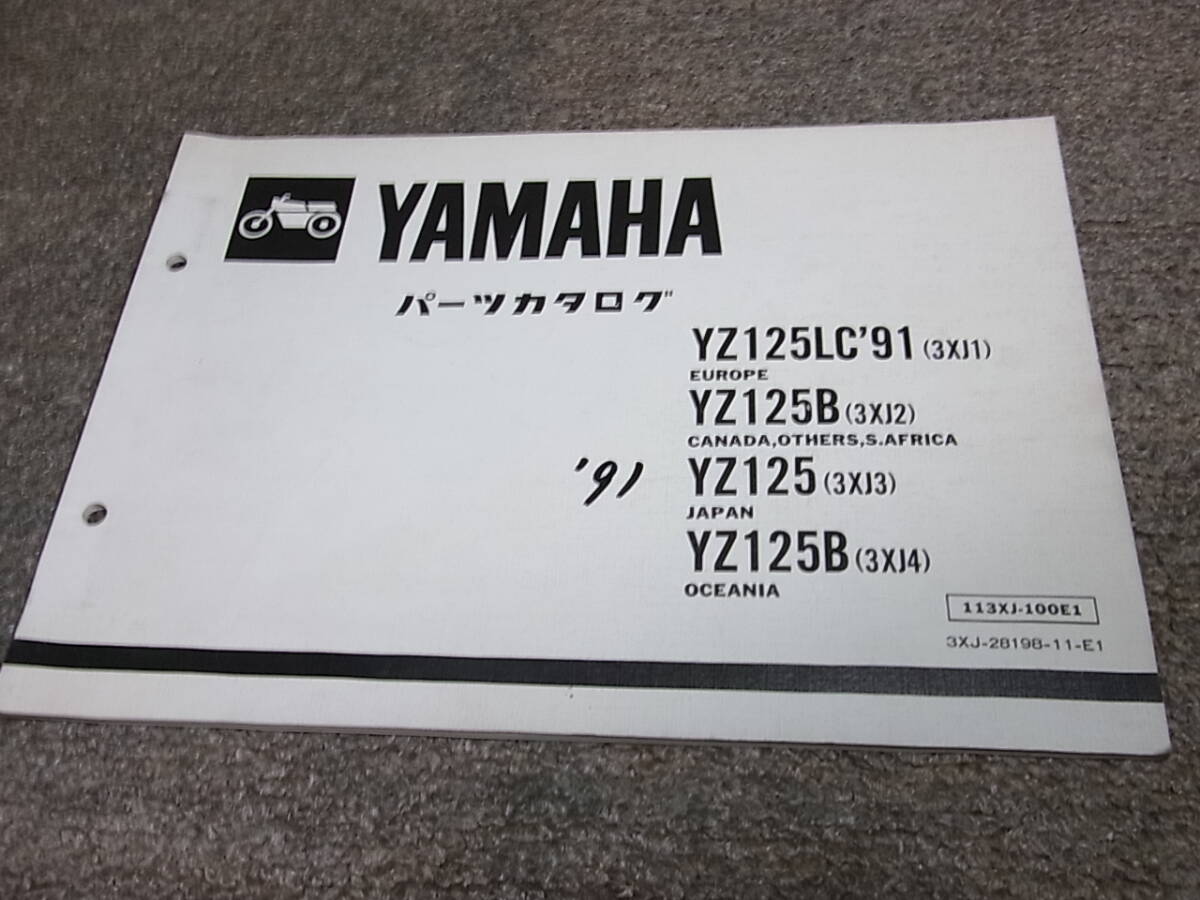 YAMAHA
パーツカタログ
YZ125LC'91 (3XJ1)
EUROPE
YZ125B (3XJ2)
CANADA,OTHERS,S.AFRICA
'91 YZ125 (3XJ3)
JAPAN
YZ125B (3XJ4)
OCEANIA
113XJ-100E1
3XJ-28198-11-E1